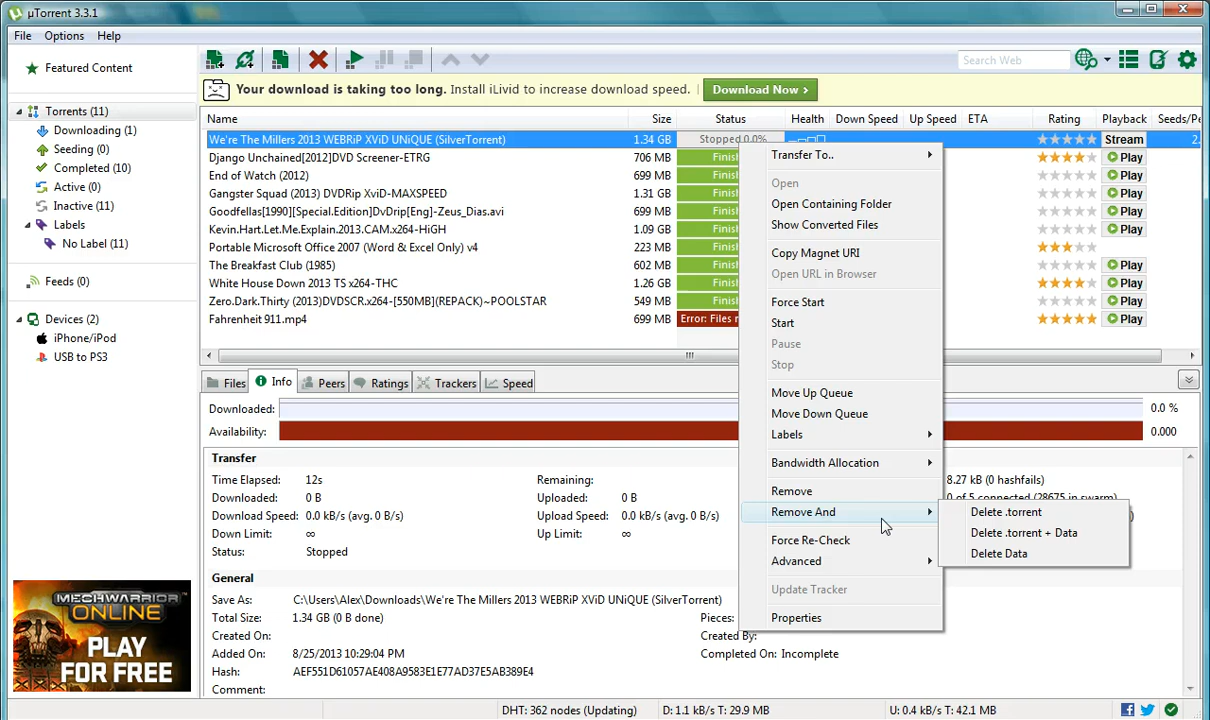 µTorrent 3.3.1
File Options Help
Search Web
Featured Content
Your download is taking too long. Install iLivid to increase download speed.
Download Now ›
Torrents (11)
Downloading (1)
Seeding (0)
Completed (10)
Active (0)
Inactive (11)
Labels
No Label (11)
Feeds (0)
Devices (2)
iPhone/iPod
USB to PS3
Name Size Status Health Down Speed Up Speed ETA Rating Playback Seeds/Pe
We're The Millers 2013 WEBRiP XViD UNiQUE (SilverTorrent) 1.34 GB Stopped 0.0% Stream 2.
Django Unchained[2012]DVD Screener-ETRG 706 MB Finish Play
End of Watch (2012) 699 MB Finish Play
Gangster Squad (2013) DVDRip XviD-MAXSPEED 1.31 GB Finish Play
Goodfellas[1990][Special.Edition]DvDrip[Eng]-Zeus_Dias.avi 699 MB Finish Play
Kevin.Hart.Let.Me.Explain.2013.CAM.x264-HiGH 1.09 GB Finish Play
Portable Microsoft Office 2007 (Word & Excel Only) v4 223 MB Finish
The Breakfast Club (1985) 602 MB Finish Play
White House Down 2013 TS x264-THC 1.26 GB Finish Play
Zero.Dark.Thirty (2013)DVDSCR.x264-[550MB](REPACK)~POOLSTAR 549 MB Finish Play
Fahrenheit 911.mp4 699 MB Error: Files Play
Transfer To..
Open
Open Containing Folder
Show Converted Files
Copy Magnet URI
Open URL in Browser
Force Start
Start
Pause
Stop
Move Up Queue
Move Down Queue
Labels
Bandwidth Allocation
Remove
Remove And
Force Re-Check
Advanced
Update Tracker
Properties
Delete .torrent
Delete .torrent + Data
Delete Data
Files Info Peers Ratings Trackers Speed
Downloaded: 0.0 %
Availability: 0.000
Transfer
Time Elapsed: 12s Remaining: 8.27 kB (0 hashfails)
Downloaded: 0 B Uploaded: 0 B 0 of 5 connected (28675 in swarm)
Download Speed: 0.0 kB/s (avg. 0 B/s) Upload Speed: 0.0 kB/s (avg. 0 B/s)
Down Limit: ∞ Up Limit: ∞
Status: Stopped
General
Save As: C:\Users\Alex\Downloads\We're The Millers 2013 WEBRiP XViD UNiQUE (SilverTorrent)
Total Size: 1.34 GB (0 B done) Pieces:
Created On: Created By:
Added On: 8/25/2013 10:29:04 PM Completed On: Incomplete
Hash: AEF551D61057AE408A9583E1E77AD37E5AB389E4
Comment:
MECHWARRIOR
ONLINE
PLAY
FOR FREE
DHT: 362 nodes (Updating) D: 1.1 kB/s T: 29.9 MB U: 0.4 kB/s T: 42.1 MB